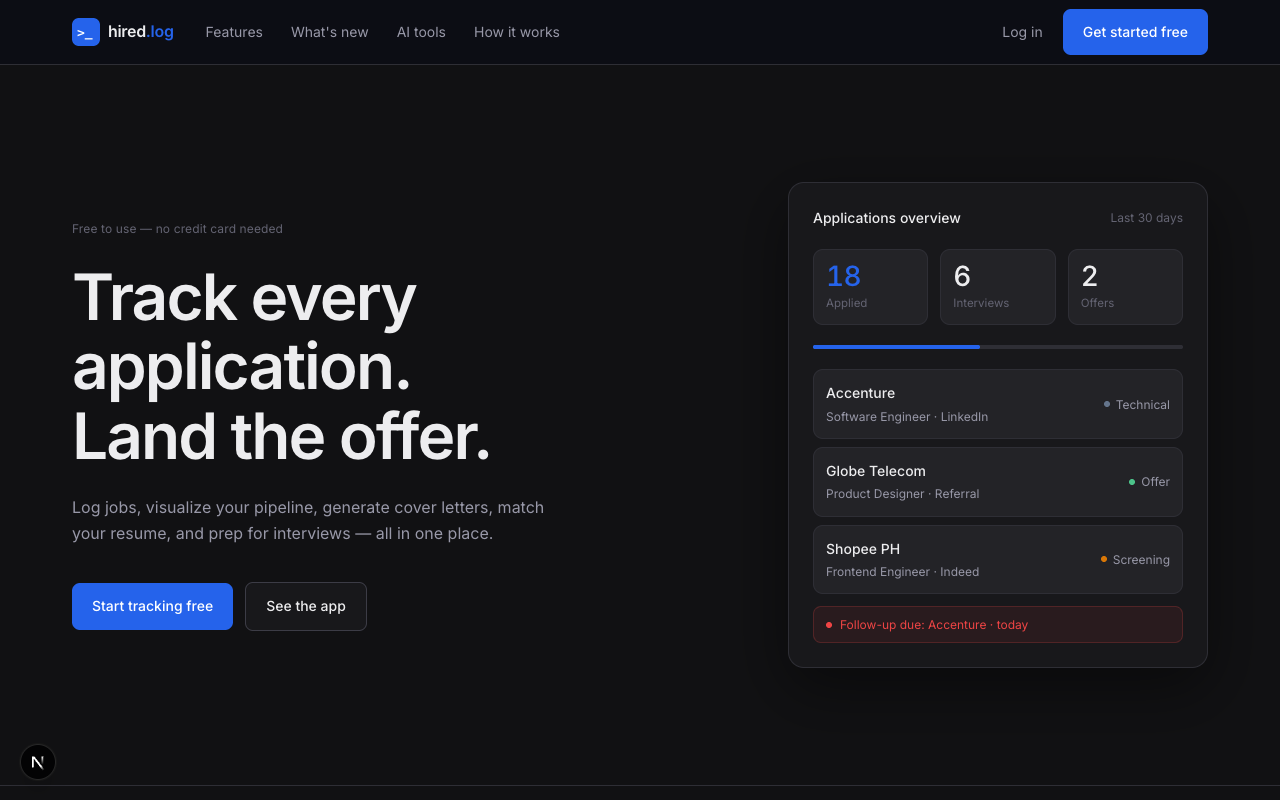 >_ hired.log
Features
What's new
AI tools
How it works
Log in
Get started free
Free to use — no credit card needed
Track every
application.
Land the offer.
Log jobs, visualize your pipeline, generate cover letters, match
your resume, and prep for interviews — all in one place.
Start tracking free
See the app
Applications overview
Last 30 days
18
Applied
6
Interviews
2
Offers
Accenture
Software Engineer · LinkedIn
Technical
Globe Telecom
Product Designer · Referral
Offer
Shopee PH
Frontend Engineer · Indeed
Screening
Follow-up due: Accenture · today
N